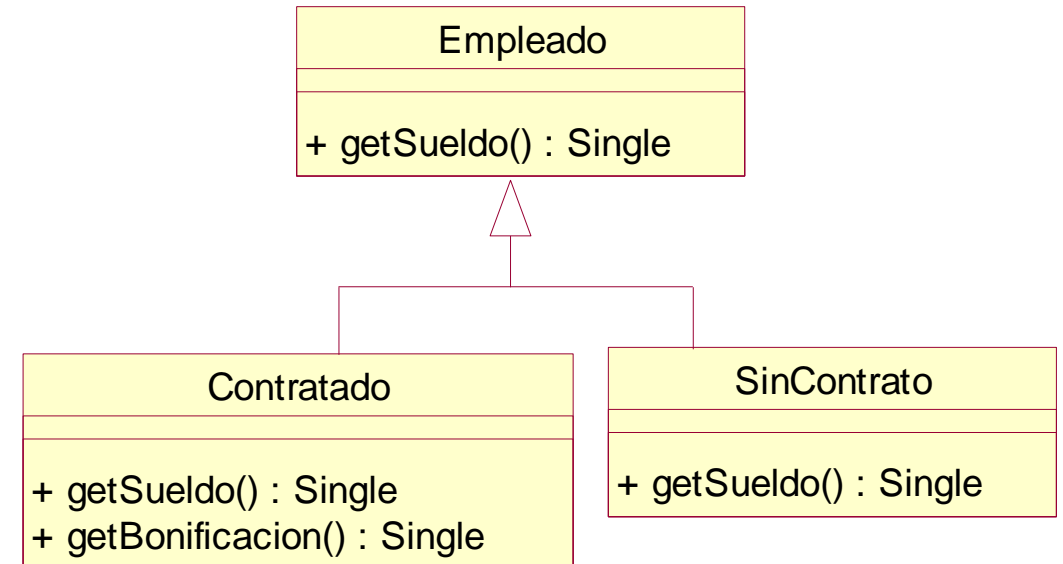 Empleado
+ getSueldo() : Single
Contratado
+ getSueldo() : Single
+ getBonificacion() : Single
SinContrato
+ getSueldo() : Single